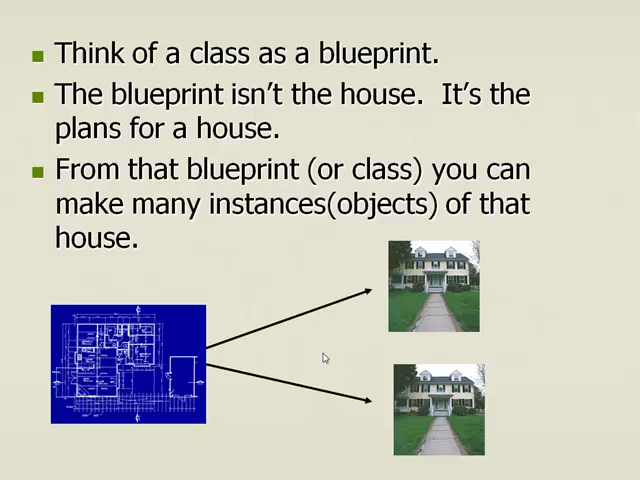 Think of a class as a blueprint.
The blueprint isn’t the house.  It’s the
plans for a house.
From that blueprint (or class) you can
make many instances(objects) of that
house.